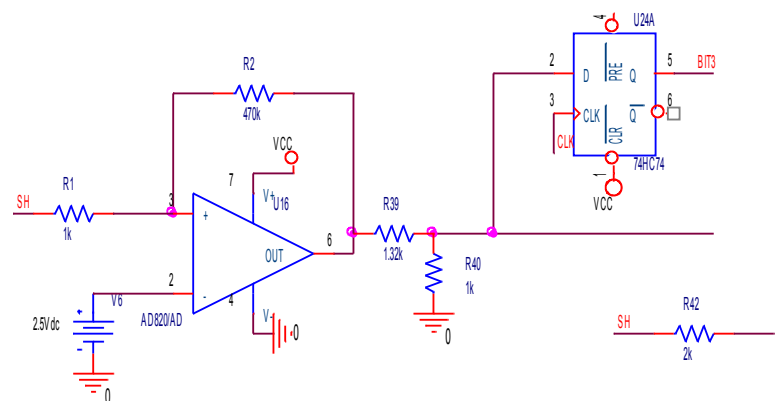 4
U24A
2
D
PRE
Q
5
BIT3
3
CLK
CLR
Q
6
CLK
74HC74
1
VCC
R2
470k
VCC
7
V+
U16
SH
R1
1k
3
+
OUT
6
2
-
4
V-
0
AD820/AD
R39
1.32k
R40
1k
0
V6
+
2.5Vdc
-
0
SH
R42
2k